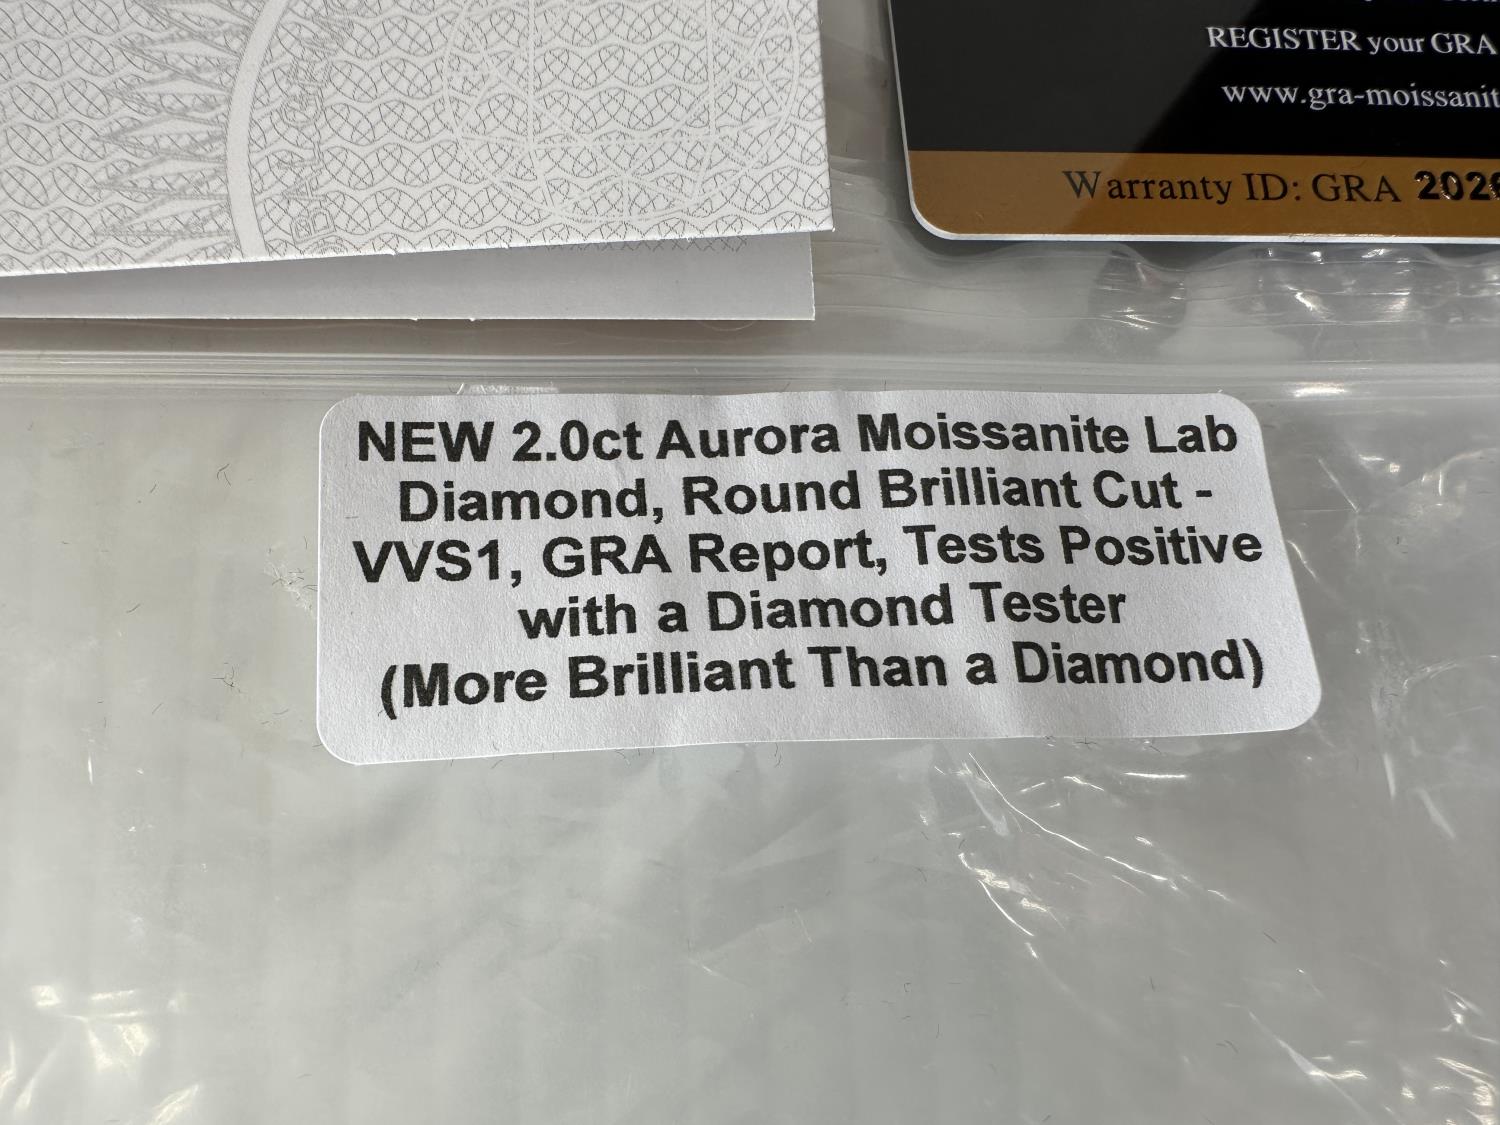 REGISTER your GRA
www.gra-moissanit
Warranty ID: GRA 2026
NEW 2.0ct Aurora Moissanite Lab
Diamond, Round Brilliant Cut -
VVS1, GRA Report, Tests Positive
with a Diamond Tester
(More Brilliant Than a Diamond)